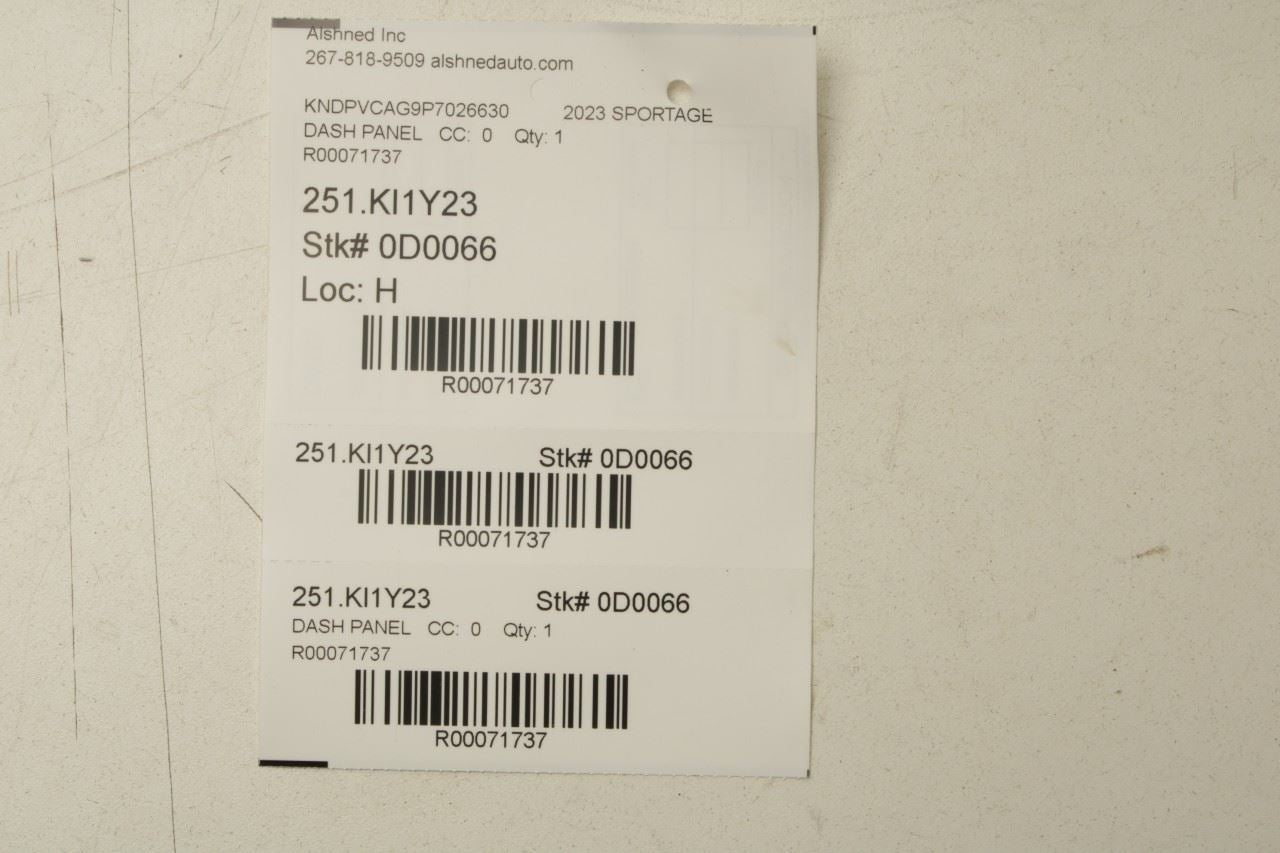 Alshned Inc
267-818-9509 alshnedauto.com
KNDPVCAG9P7026630 2023 SPORTAGE
DASH PANEL CC: 0 Qty: 1
R00071737
251.KI1Y23
Stk# 0D0066
Loc: H
R00071737
251.KI1Y23 Stk# 0D0066
R00071737
251.KI1Y23 Stk# 0D0066
DASH PANEL CC: 0 Qty: 1
R00071737
R00071737